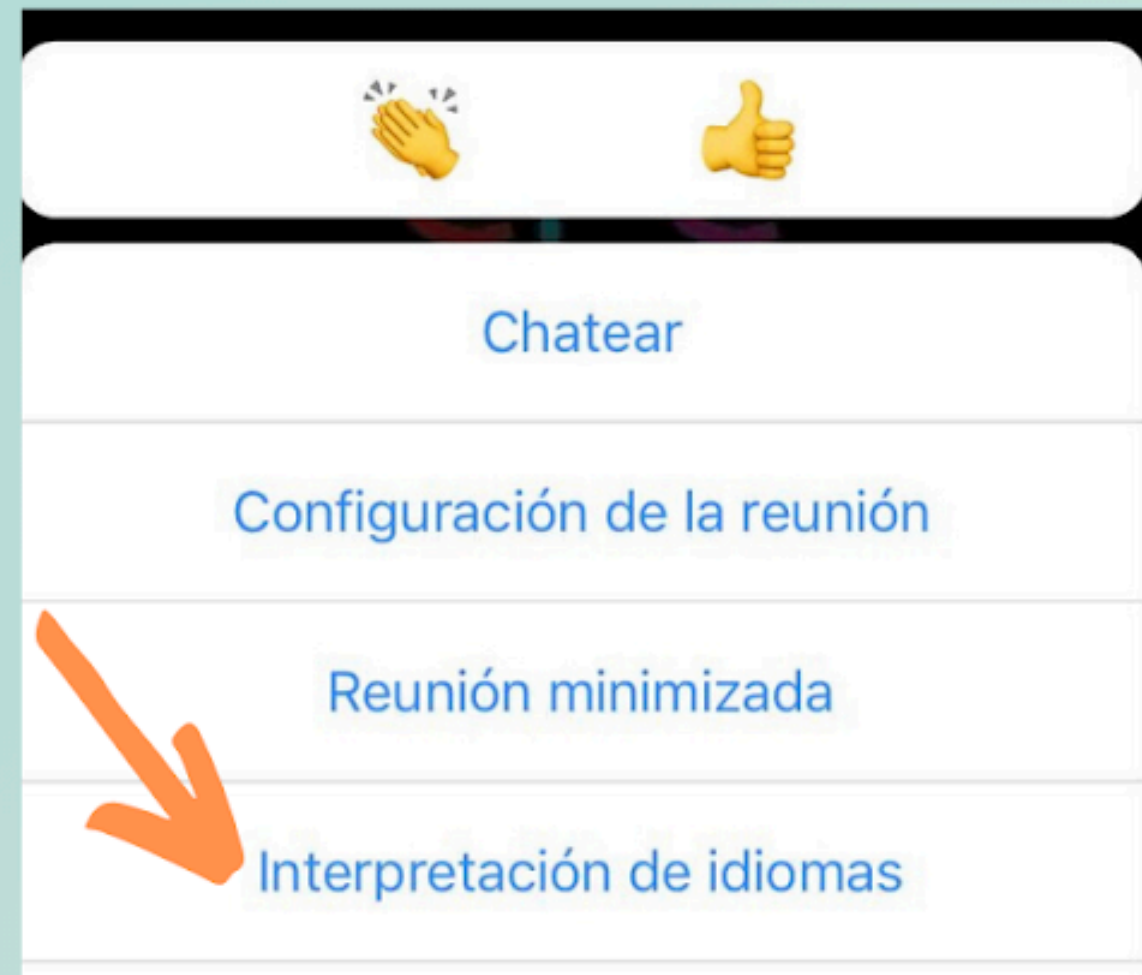 Chatear
Configuración de la reunión
Reunión minimizada
Interpretación de idiomas